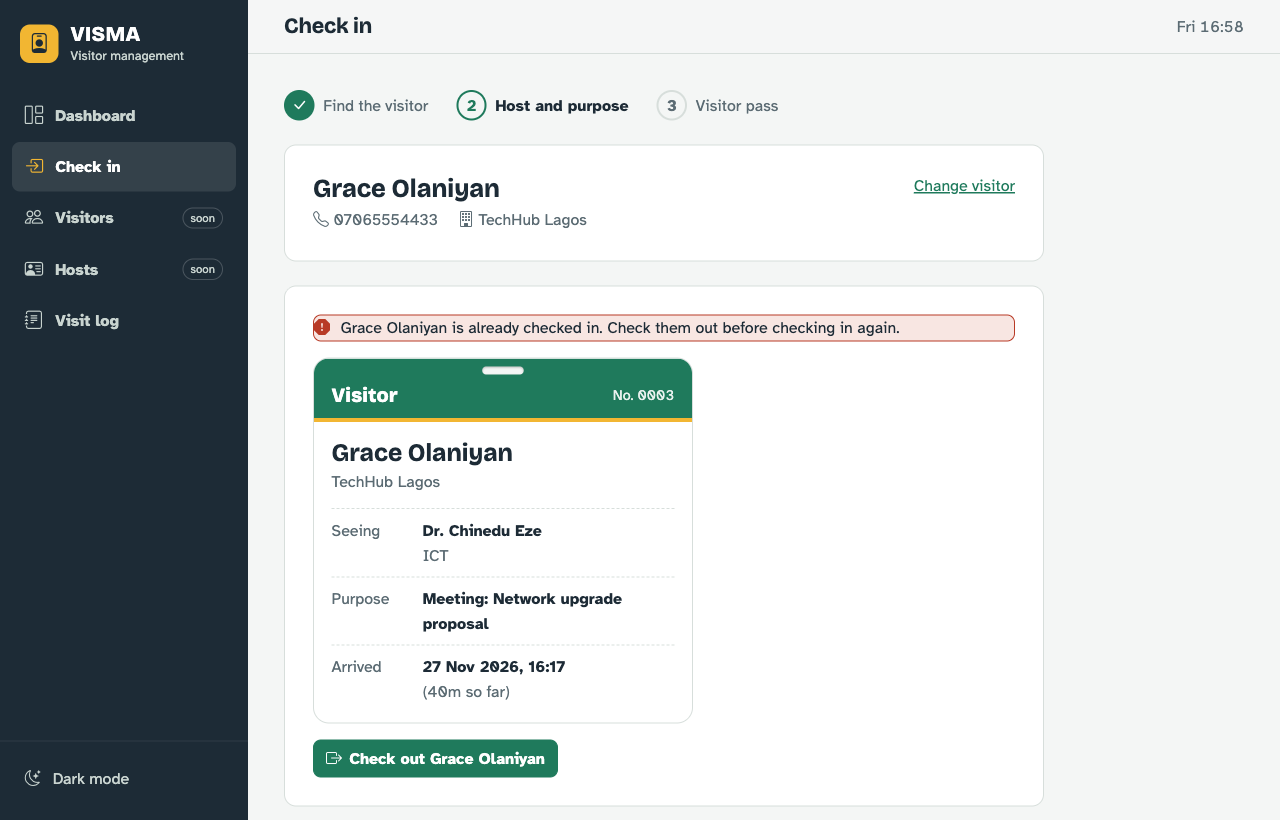 VISMA
Visitor management
Dashboard
Check in
Visitors
soon
Hosts
soon
Visit log
Dark mode
Check in
Fri 16:58
Find the visitor
2
Host and purpose
3
Visitor pass
Grace Olaniyan
Change visitor
07065554433
TechHub Lagos
Grace Olaniyan is already checked in. Check them out before checking in again.
Visitor
No. 0003
Grace Olaniyan
TechHub Lagos
Seeing
Dr. Chinedu Eze
ICT
Purpose
Meeting: Network upgrade
proposal
Arrived
27 Nov 2026, 16:17
(40m so far)
Check out Grace Olaniyan